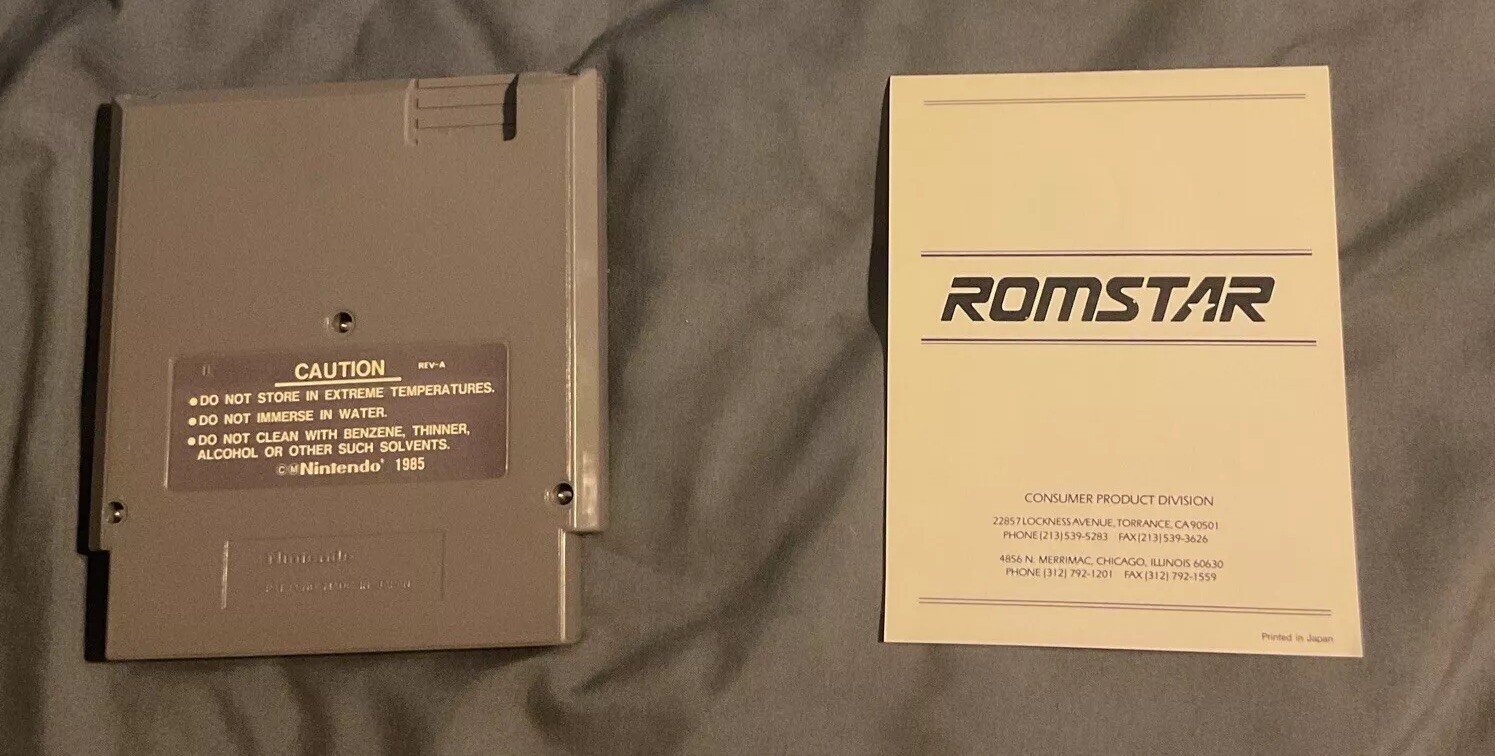 CAUTION REV-A
●DO NOT STORE IN EXTREME TEMPERATURES.
●DO NOT IMMERSE IN WATER.
●DO NOT CLEAN WITH BENZENE, THINNER,
ALCOHOL OR OTHER SUCH SOLVENTS.
ⒸⓂNintendo® 1985
Nintendo
ROMSTAR
CONSUMER PRODUCT DIVISION
22857 LOCKNESS AVENUE, TORRANCE, CA 90501
PHONE (213) 539-5283 FAX (213) 539-3626
4856 N. MERRIMAC, CHICAGO, ILLINOIS 60630
PHONE (312) 792-1201 FAX (312) 792-1559
Printed in Japan